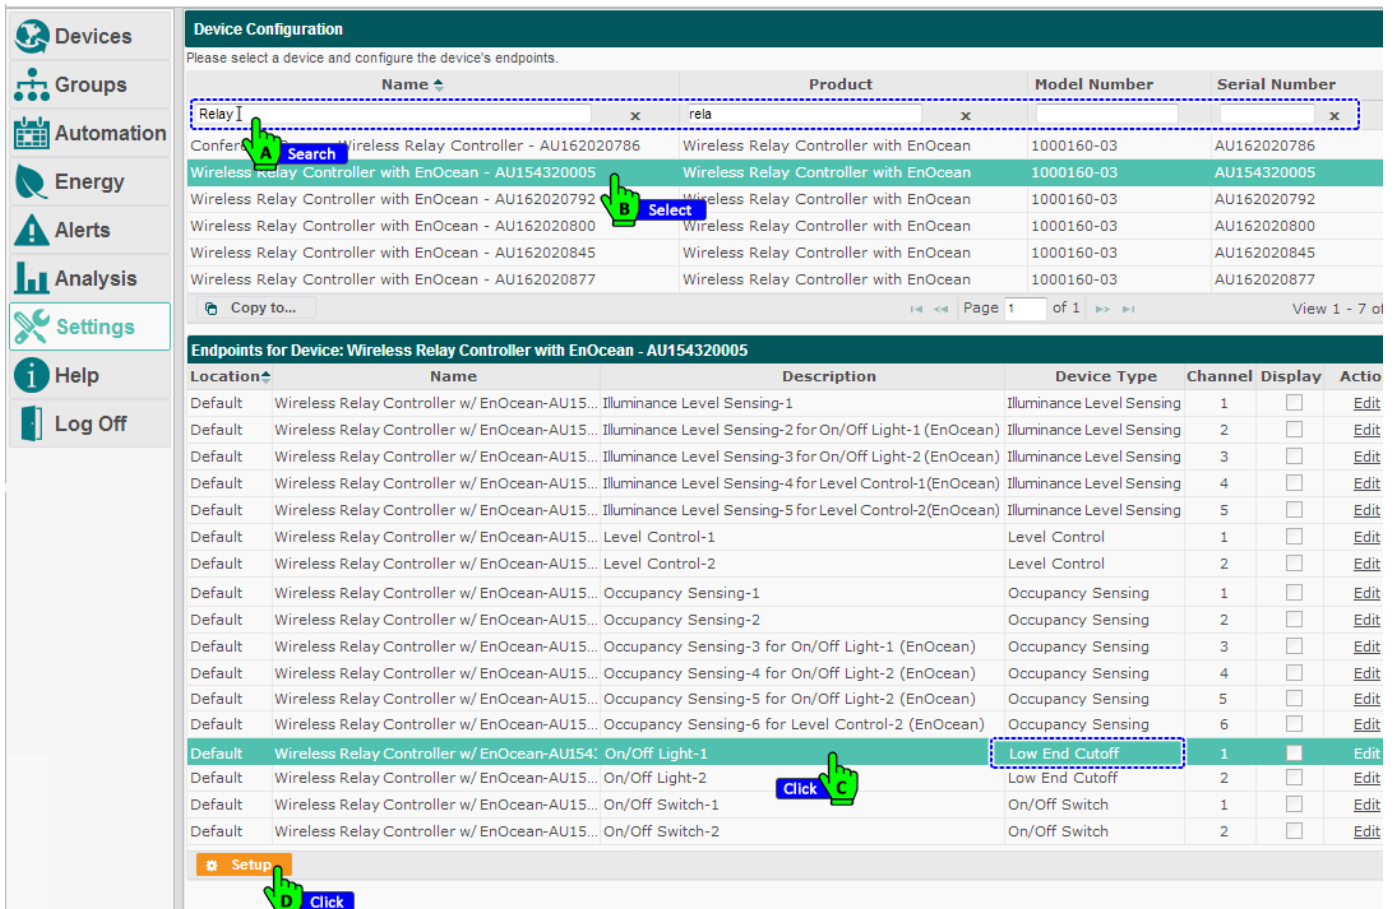 Devices
Groups
Automation
Energy
Alerts
Analysis
Settings
Help
Log Off
Device Configuration
Please select a device and configure the device's endpoints.
Name Product Model Number Serial Number
Relay x rela x x
A Search
Wireless Relay Controller - AU162020786 Wireless Relay Controller with EnOcean 1000160-03 AU162020786
Wireless Relay Controller with EnOcean - AU154320005 Wireless Relay Controller with EnOcean 1000160-03 AU154320005
Wireless Relay Controller with EnOcean - AU162020792 Wireless Relay Controller with EnOcean 1000160-03 AU162020792
B Select
Wireless Relay Controller with EnOcean - AU162020800 Wireless Relay Controller with EnOcean 1000160-03 AU162020800
Wireless Relay Controller with EnOcean - AU162020845 Wireless Relay Controller with EnOcean 1000160-03 AU162020845
Wireless Relay Controller with EnOcean - AU162020877 Wireless Relay Controller with EnOcean 1000160-03 AU162020877
Copy to... Page 1 of 1 View 1 - 7 of
Endpoints for Device: Wireless Relay Controller with EnOcean - AU154320005
Location Name Description Device Type Channel Display Actio
Default Wireless Relay Controller w/ EnOcean-AU15... Illuminance Level Sensing-1 Illuminance Level Sensing 1 Edit
Default Wireless Relay Controller w/ EnOcean-AU15... Illuminance Level Sensing-2 for On/Off Light-1 (EnOcean) Illuminance Level Sensing 2 Edit
Default Wireless Relay Controller w/ EnOcean-AU15... Illuminance Level Sensing-3 for On/Off Light-2 (EnOcean) Illuminance Level Sensing 3 Edit
Default Wireless Relay Controller w/ EnOcean-AU15... Illuminance Level Sensing-4 for Level Control-1(EnOcean) Illuminance Level Sensing 4 Edit
Default Wireless Relay Controller w/ EnOcean-AU15... Illuminance Level Sensing-5 for Level Control-2(EnOcean) Illuminance Level Sensing 5 Edit
Default Wireless Relay Controller w/ EnOcean-AU15... Level Control-1 Level Control 1 Edit
Default Wireless Relay Controller w/ EnOcean-AU15... Level Control-2 Level Control 2 Edit
Default Wireless Relay Controller w/ EnOcean-AU15... Occupancy Sensing-1 Occupancy Sensing 1 Edit
Default Wireless Relay Controller w/ EnOcean-AU15... Occupancy Sensing-2 Occupancy Sensing 2 Edit
Default Wireless Relay Controller w/ EnOcean-AU15... Occupancy Sensing-3 for On/Off Light-1 (EnOcean) Occupancy Sensing 3 Edit
Default Wireless Relay Controller w/ EnOcean-AU15... Occupancy Sensing-4 for On/Off Light-2 (EnOcean) Occupancy Sensing 4 Edit
Default Wireless Relay Controller w/ EnOcean-AU15... Occupancy Sensing-5 for On/Off Light-2 (EnOcean) Occupancy Sensing 5 Edit
Default Wireless Relay Controller w/ EnOcean-AU15... Occupancy Sensing-6 for Level Control-2 (EnOcean) Occupancy Sensing 6 Edit
Default Wireless Relay Controller w/ EnOcean-AU154: On/Off Light-1 Low End Cutoff 1 Edit
Default Wireless Relay Controller w/ EnOcean-AU15... On/Off Light-2 Low End Cutoff 2 Edit
Click C
Default Wireless Relay Controller w/ EnOcean-AU15... On/Off Switch-1 On/Off Switch 1 Edit
Default Wireless Relay Controller w/ EnOcean-AU15... On/Off Switch-2 On/Off Switch 2 Edit
Setup
D Click